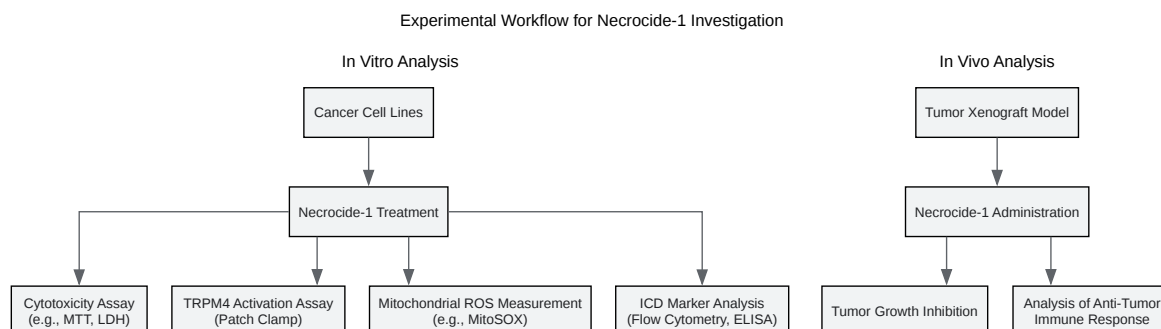 Experimental Workflow for Necrocide-1 Investigation
In Vitro Analysis
In Vivo Analysis
Cancer Cell Lines
Tumor Xenograft Model
Necrocide-1 Treatment
Necrocide-1 Administration
Cytotoxicity Assay
(e.g., MTT, LDH)
TRPM4 Activation Assay
(Patch Clamp)
Mitochondrial ROS Measurement
(e.g., MitoSOX)
ICD Marker Analysis
(Flow Cytometry, ELISA)
Tumor Growth Inhibition
Analysis of Anti-Tumor
Immune Response